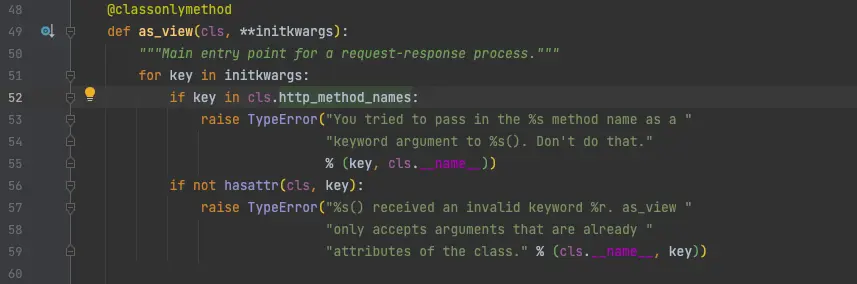 48 @classonlymethod
49 def as_view(cls, **initkwargs):
50 """Main entry point for a request-response process."""
51 for key in initkwargs:
52 if key in cls.http_method_names:
53 raise TypeError("You tried to pass in the %s method name as a "
54 "keyword argument to %s(). Don't do that."
55 % (key, cls.__name__))
56 if not hasattr(cls, key):
57 raise TypeError("%s() received an invalid keyword %r. as_view "
58 "only accepts arguments that are already "
59 "attributes of the class." % (cls.__name__, key))
60